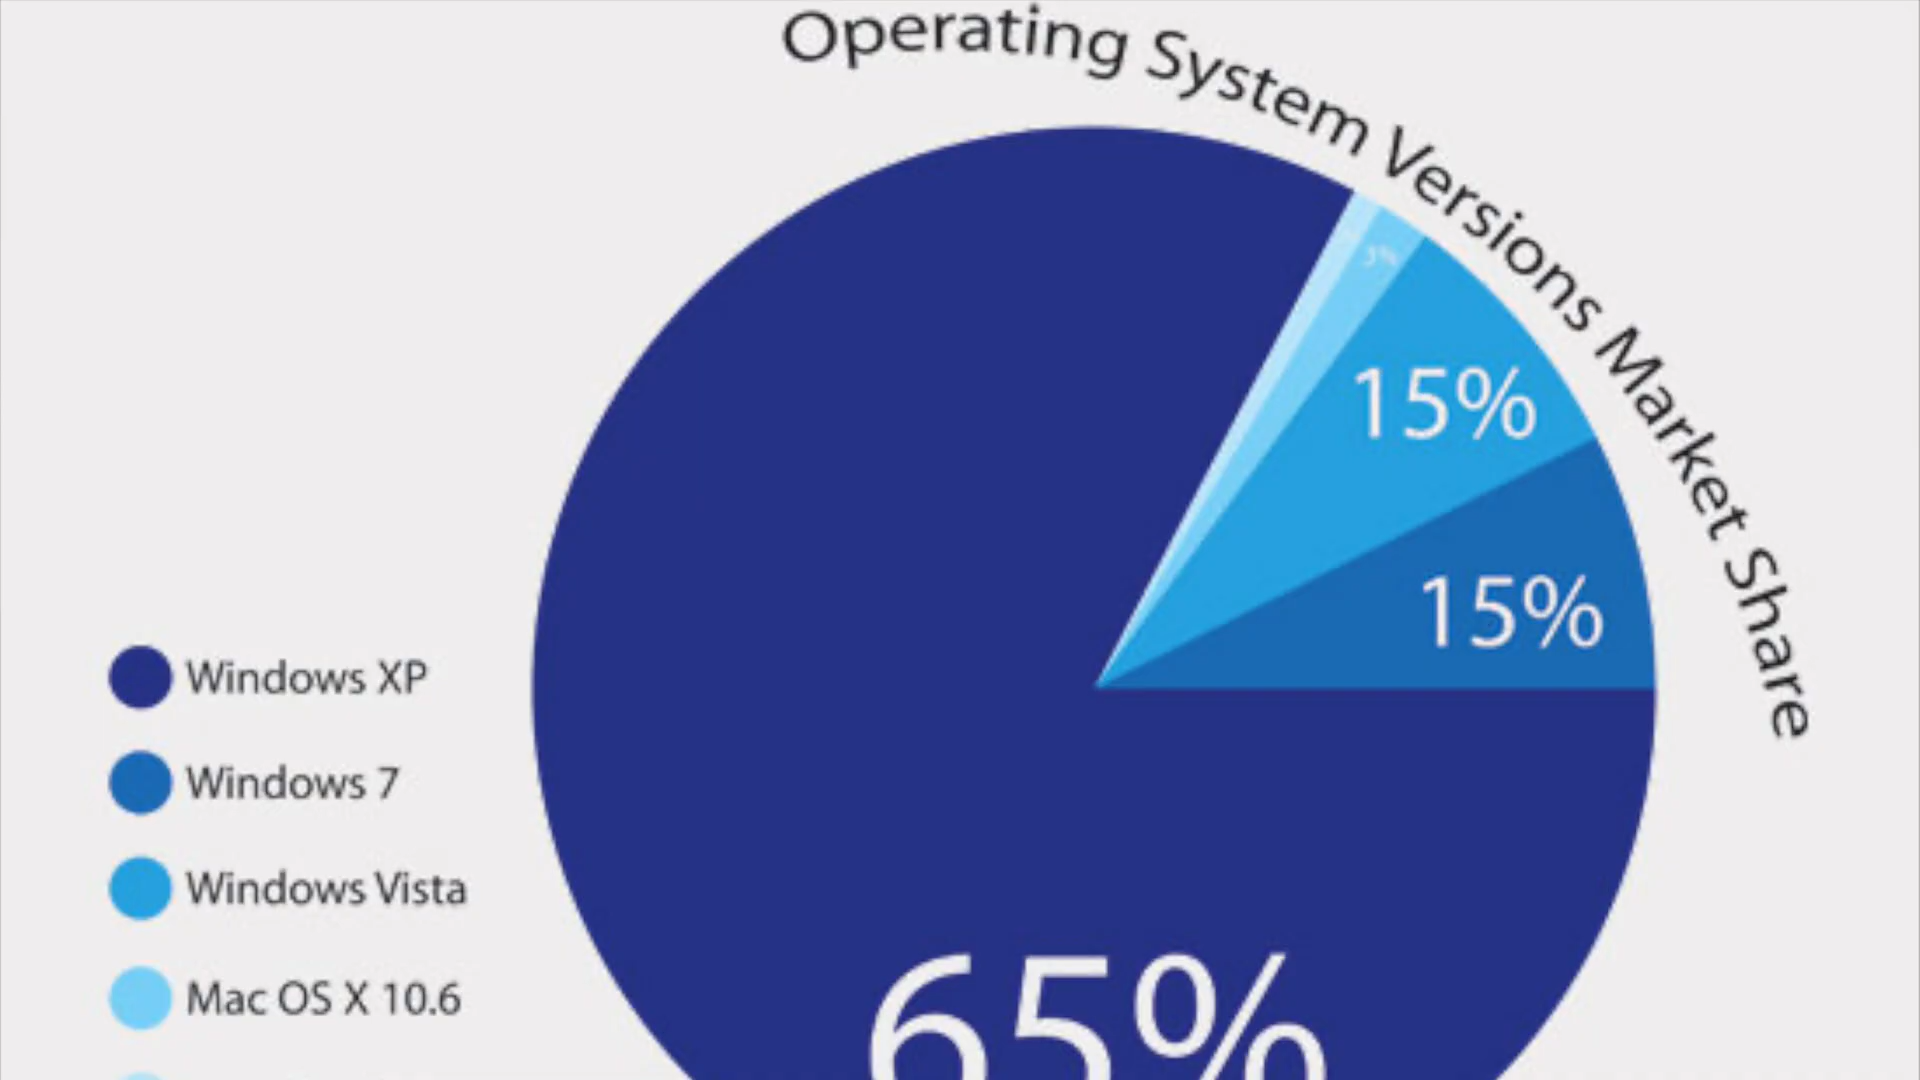 Operating System Versions Market Share
15%
15%
Windows XP
Windows 7
Windows Vista
65%
Mac OS X 10.6